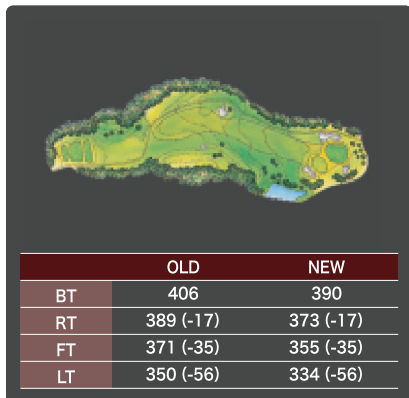 OLD NEW
BT 406 390
RT 389 (-17) 373 (-17)
FT 371 (-35) 355 (-35)
LT 350 (-56) 334 (-56)